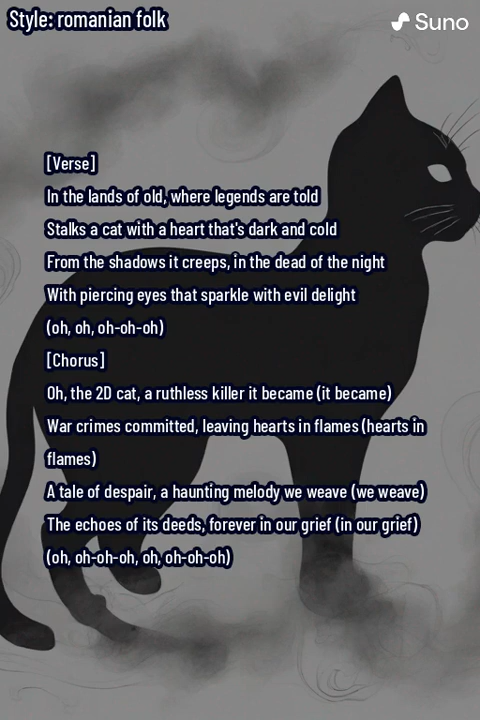 Style: romanian folk
Suno
[Verse]
In the lands of old, where legends are told
Stalks a cat with a heart that's dark and cold
From the shadows it creeps, in the dead of the night
With piercing eyes that sparkle with evil delight
(oh, oh, oh-oh-oh)
[Chorus]
Oh, the 2D cat, a ruthless killer it became (it became)
War crimes committed, leaving hearts in flames (hearts in
flames)
A tale of despair, a haunting melody we weave (we weave)
The echoes of its deeds, forever in our grief (in our grief)
(oh, oh-oh-oh, oh, oh-oh-oh)